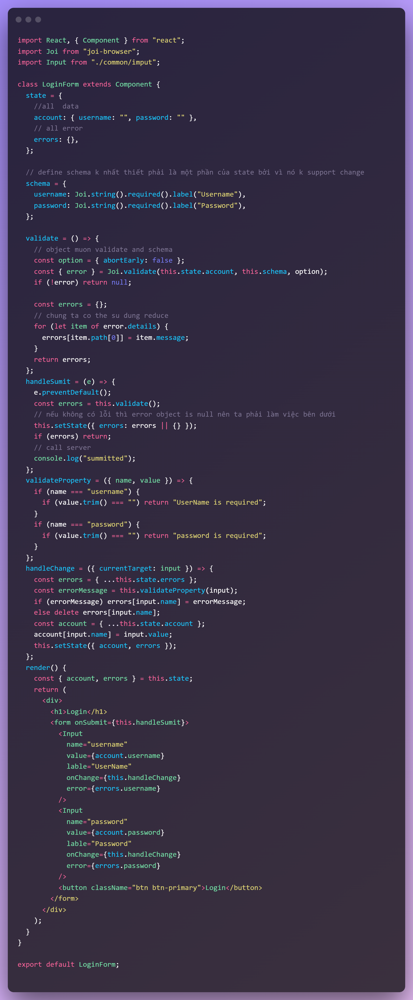 import React, { Component } from "react";
import Joi from "joi-browser";
import Input from "./common/imput";

class LoginForm extends Component {
  state = {
    //all  data
    account: { username: "", password: "" },
    // all error
    errors: {},
  };

  // define schema k nhất thiết phải là một phần của state bởi vì nó k support change
  schema = {
    username: Joi.string().required().label("Username"),
    password: Joi.string().required().label("Password"),
  };

  validate = () => {
    // object muon validate and schema
    const option = { abortEarly: false };
    const { error } = Joi.validate(this.state.account, this.schema, option);
    if (!error) return null;

    const errors = {};
    // chung ta co the su dung reduce
    for (let item of error.details) {
      errors[item.path[0]] = item.message;
    }
    return errors;
  };
  handleSumit = (e) => {
    e.preventDefault();
    const errors = this.validate();
    // nếu không có lỗi thì error object is null nên ta phải làm việc bên dưới
    this.setState({ errors: errors || {} });
    if (errors) return;
    // call server
    console.log("summitted");
  };
  validateProperty = ({ name, value }) => {
    if (name === "username") {
      if (value.trim() === "") return "UserName is required";
    }
    if (name === "password") {
      if (value.trim() === "") return "password is required";
    }
  };
  handleChange = ({ currentTarget: input }) => {
    const errors = { ...this.state.errors };
    const errorMessage = this.validateProperty(input);
    if (errorMessage) errors[input.name] = errorMessage;
    else delete errors[input.name];
    const account = { ...this.state.account };
    account[input.name] = input.value;
    this.setState({ account, errors });
  };
  render() {
    const { account, errors } = this.state;
    return (
      <div>
        <h1>Login</h1>
        <form onSubmit={this.handleSumit}>
          <Input
            name="username"
            value={account.username}
            lable="UserName"
            onChange={this.handleChange}
            error={errors.username}
          />
          <Input
            name="password"
            value={account.password}
            lable="Password"
            onChange={this.handleChange}
            error={errors.password}
          />
          <button className="btn btn-primary">Login</button>
        </form>
      </div>
    );
  }
}

export default LoginForm;